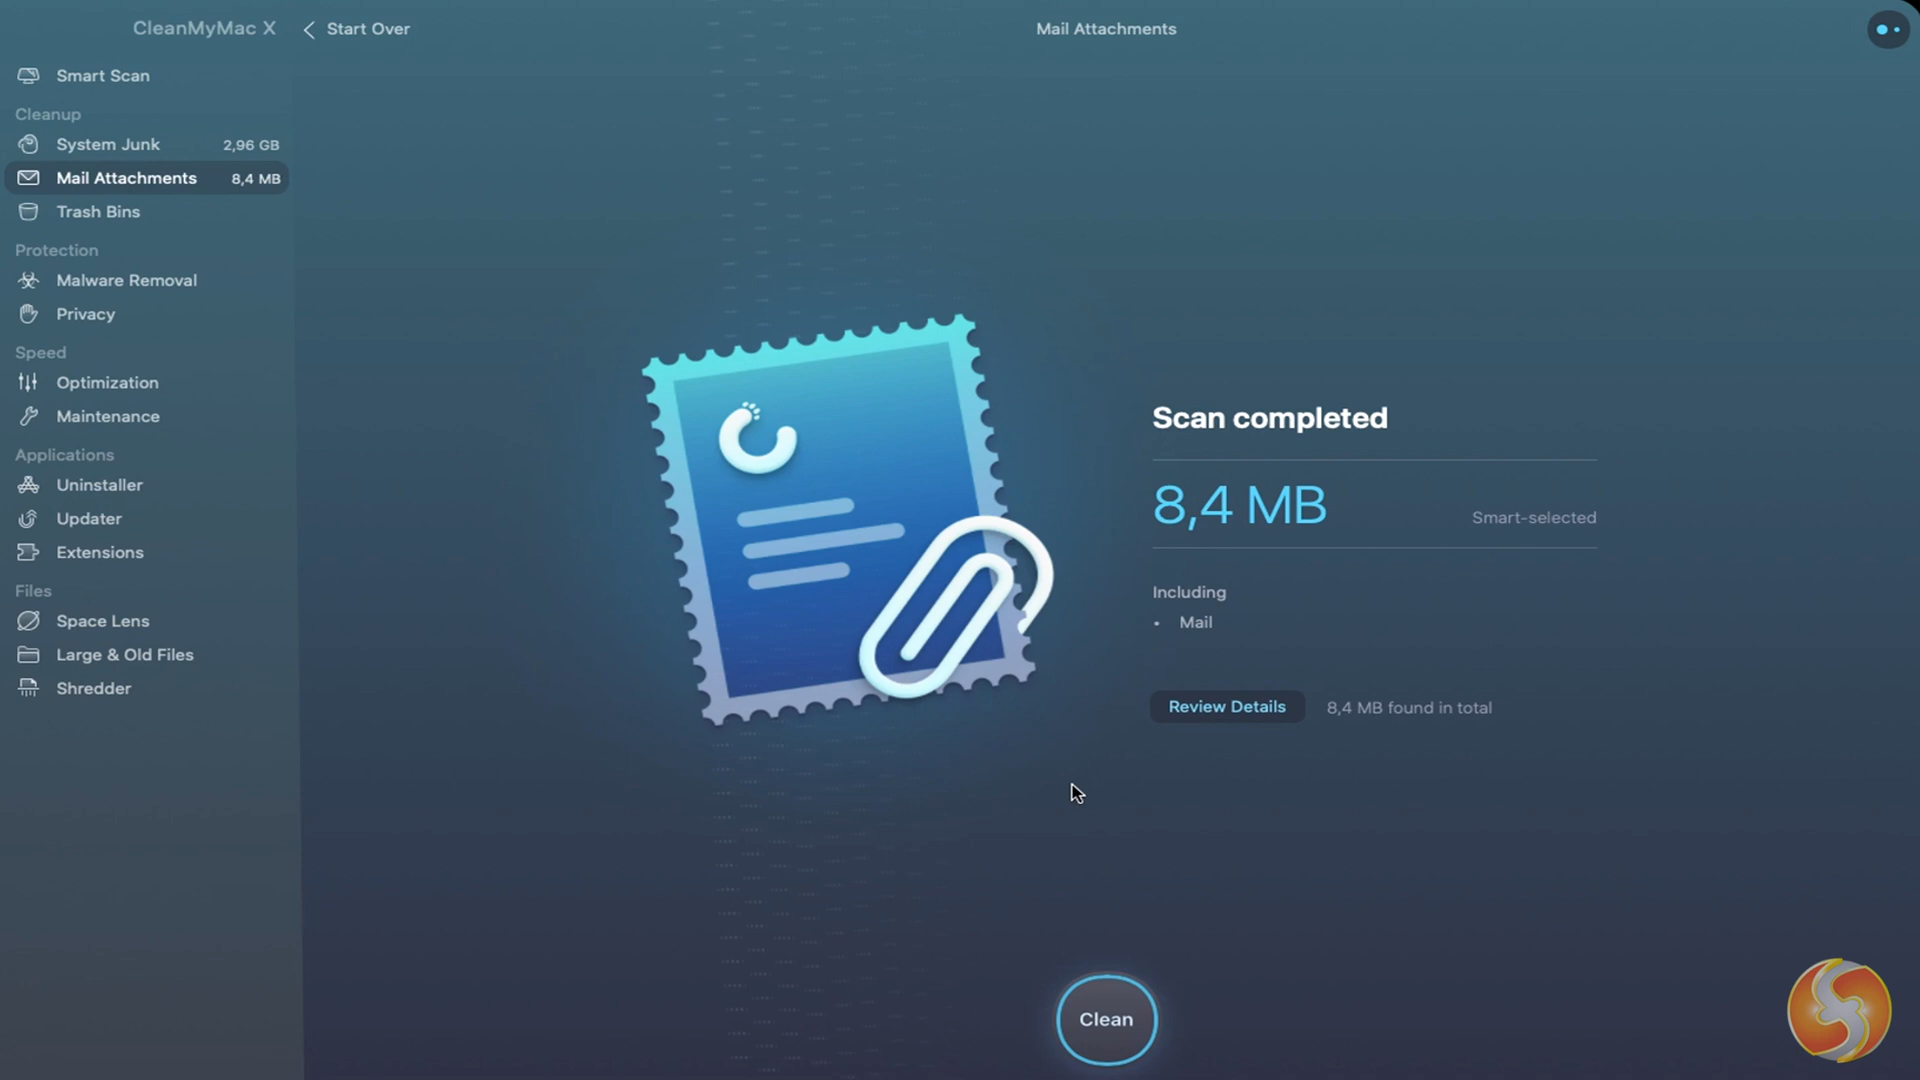 CleanMyMac X
Start Over
Mail Attachments
Smart Scan
Cleanup
System Junk 2,96 GB
Mail Attachments 8,4 MB
Trash Bins
Protection
Malware Removal
Privacy
Speed
Optimization
Maintenance
Applications
Uninstaller
Updater
Extensions
Files
Space Lens
Large & Old Files
Shredder
Scan completed
8,4 MB Smart-selected
Including
• Mail
Review Details 8,4 MB found in total
Clean